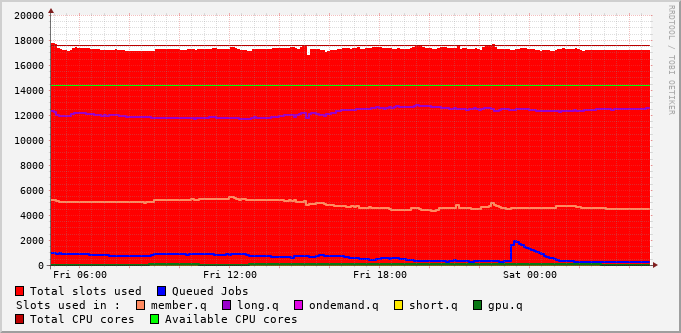 20000
18000
16000
14000
12000
10000
8000
6000
4000
2000
0
Fri 06:00 Fri 12:00 Fri 18:00 Sat 00:00
RRDTOOL / TOBI OETIKER
Total slots used Queued Jobs
Slots used in : member.q long.q ondemand.q short.q gpu.q
Total CPU cores Available CPU cores